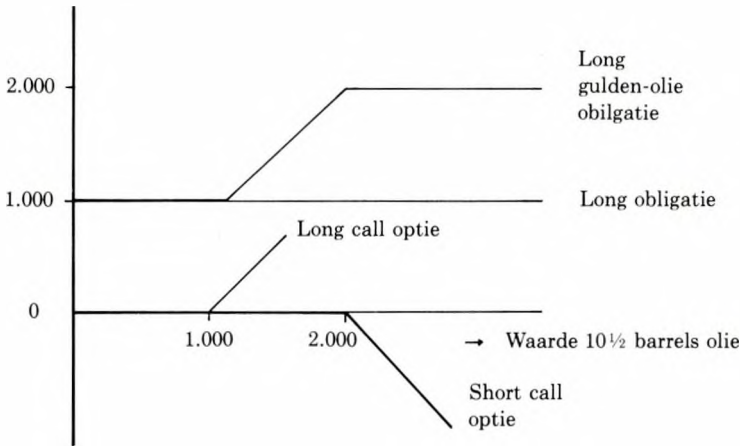 Long
gulden-olie
obilgatie
2.000
1.000
Long obligatie
Long call optie
0
1.000
2.000
→ Waarde 10½ barrels olie
Short call
optie